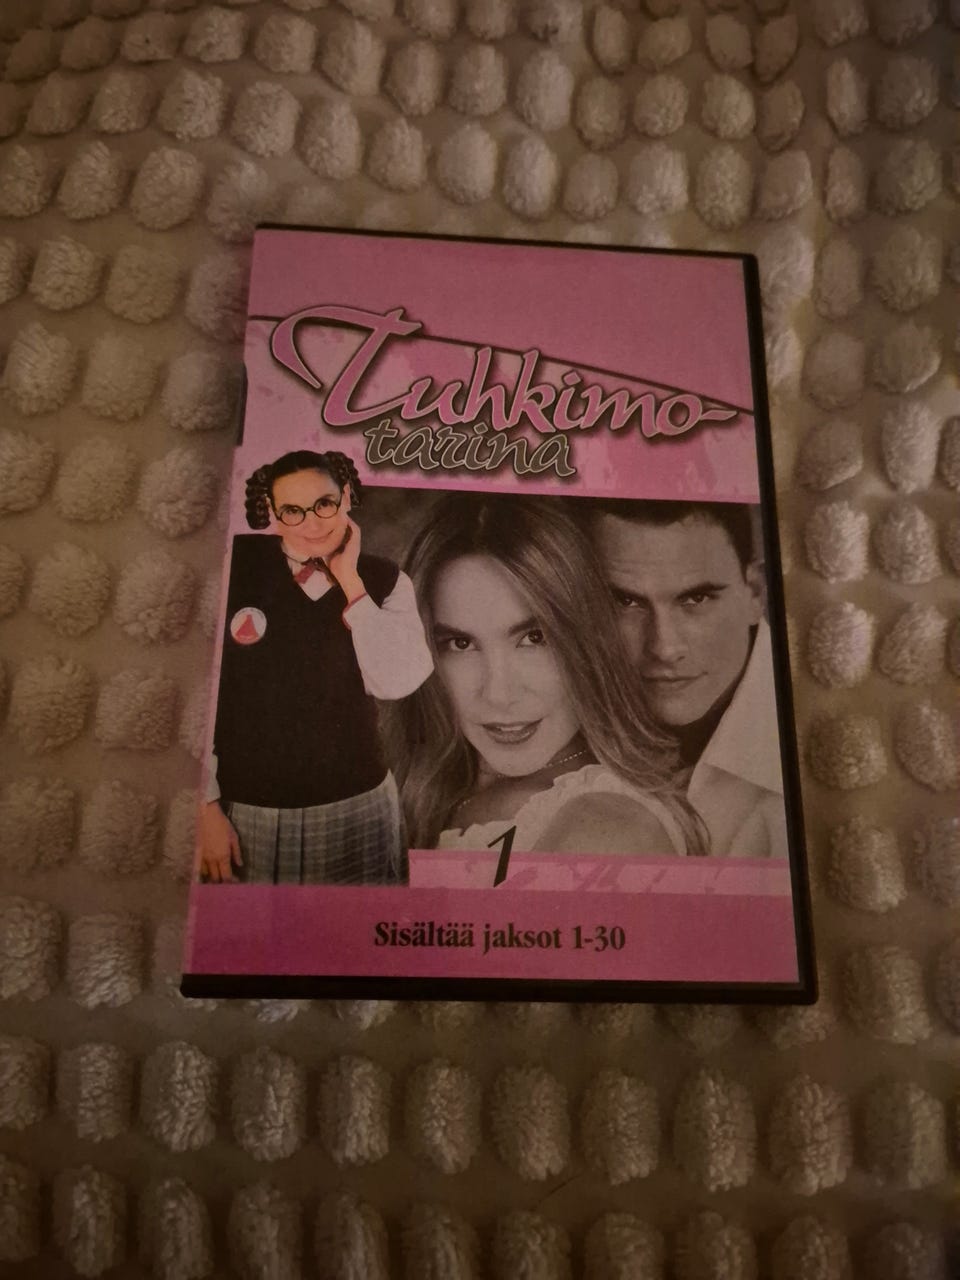 Tuhkimo-
tarina
1
Sisältää jaksot 1-30